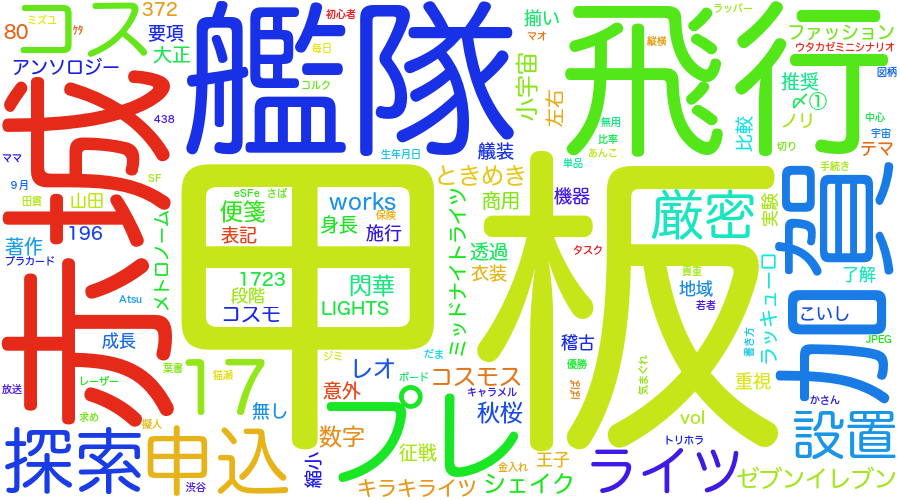 ミズユ
コス
80
ｹﾀ
372
要項
大正
アンソロジー
赤城
438
ママ
9月
田貫
山田
SF
196
著作
プラカード
メトロノーム
Atsu
成長
放送
葉書
レーザー
求め
擬人
猫瀬
17
無し
探索
申込
渋谷
艦隊
初心者
毎日
コルク
生年月日
マオ
揃い
小宇宙
左右
艤装
ときめき
商用
機器
甲板
eSFe
さば
便箋
表記
works
保険
身長
施行
1723
段階
コスモ
閃華
LIGHTS
ミッドナイトライツ
透過
衣装
タスク
単品
稽古
優勝
ぱぱ
ジミ
レオ
意外
数字
縮小
だま
ボード
コスモス
キャラメル
秋桜
プレ
征戦
金入れ
王子
キラキライツ
シェイク
飛行
ラッパー
縦横
無用
比率
あんこ
ファッション
ウタカゼミニシナリオ
図柄
推奨
〆①
ノリ
中心
宇宙
テマ
切り
比較
手続き
厳密
実験
加賀
了解
貴重
地域
若者
ラッキューロ
こいし
書き方
JPEG
気まぐれ
重視
かさん
vol
トリホラ
設置
ライツ
ゼブンイレブン